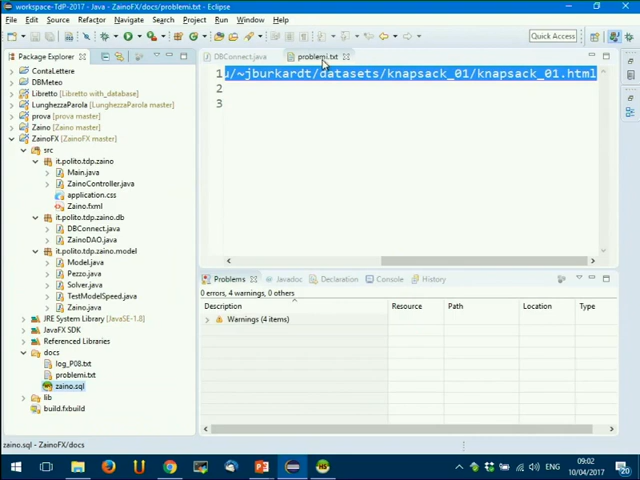 workspace-TdP-2017 - Java - ZainoFX/docs/problemi.txt - Eclipse
File Edit Source Refactor Navigate Search Project Run Window Help
Quick Access
Package Explorer
ContaLettere
DBMeteo
Libretto [Libretto with_database]
LunghezzaParola [LunghezzaParola master]
prova [prova master]
Zaino [Zaino master]
ZainoFX [ZainoFX master]
src
it.polito.tdp.zaino
Main.java
ZainoController.java
application.css
Zaino.fxml
it.polito.tdp.zaino.db
DBConnect.java
ZainoDAO.java
it.polito.tdp.zaino.model
Model.java
Pezzo.java
Solver.java
TestModelSpeed.java
Zaino.java
JRE System Library [JavaSE-1.8]
JavaFX SDK
Referenced Libraries
docs
log_P08.txt
problemi.txt
zaino.sql
lib
build.fxbuild
DBConnect.java
problemi.txt
1 u/~jburkardt/datasets/knapsack_01/knapsack_01.html
2
3
Problems Javadoc Declaration Console History
0 errors, 4 warnings, 0 others
Description Resource Path Location Type
Warnings (4 items)
zaino.sql - ZainoFX/docs
09:02
10/04/2017
20